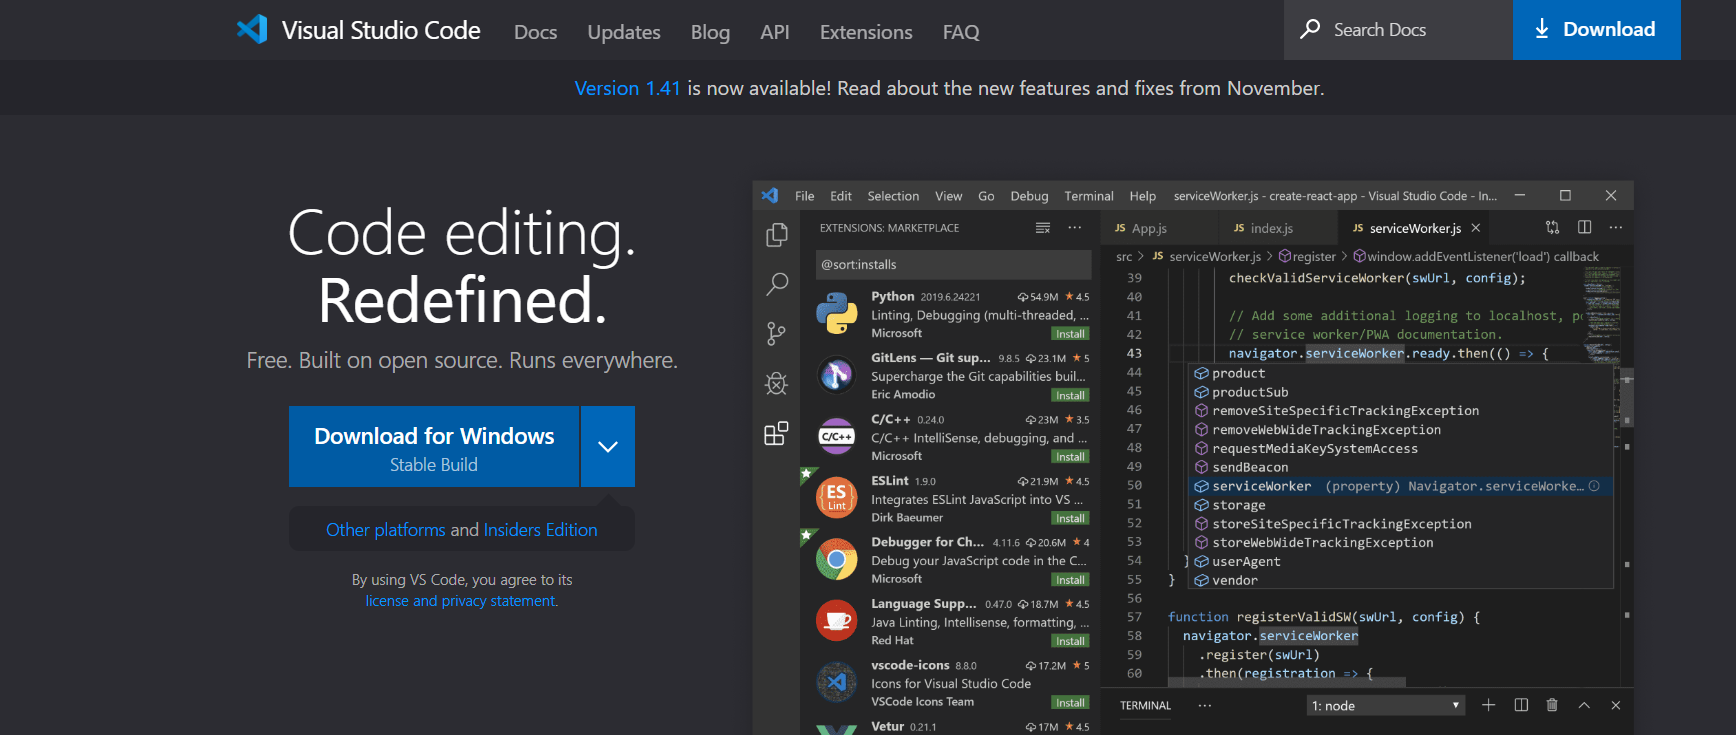 Visual Studio Code Docs Updates Blog API Extensions FAQ Search Docs Download
Version 1.41 is now available! Read about the new features and fixes from November.
Code editing.
Redefined.
Free. Built on open source. Runs everywhere.
Download for Windows
Stable Build
Other platforms and Insiders Edition
By using VS Code, you agree to its
license and privacy statement.
File Edit Selection View Go Debug Terminal Help serviceWorker.js - create-react-app - Visual Studio Code - In...
EXTENSIONS: MARKETPLACE
@sort:installs
Python 2019.6.24221 54.9M 4.5
Linting, Debugging (multi-threaded, ...
Microsoft Install
GitLens — Git sup... 9.8.5 23.1M 5
Supercharge the Git capabilities buil...
Eric Amodio Install
C/C++
C/C++ 0.24.0 23M 3.5
C/C++ IntelliSense, debugging, and ...
Microsoft Install
ES
Lint
ESLint 1.9.0 21.9M 4.5
Integrates ESLint JavaScript into VS ...
Dirk Baeumer Install
Debugger for Ch... 4.11.6 20.6M 4
Debug your JavaScript code in the C...
Microsoft Install
Language Supp... 0.47.0 18.7M 4.5
Java Linting, Intellisense, formatting, ...
Red Hat Install
vscode-icons 8.8.0 17.2M 5
Icons for Visual Studio Code
VSCode Icons Team Install
Vetur 0.21.1 17M 4.5
JS App.js JS index.js JS serviceWorker.js
src > JS serviceWorker.js > register > window.addEventListener('load') callback
39 checkValidServiceWorker(swUrl, config);
40
41 // Add some additional logging to localhost, p
42 // service worker/PWA documentation.
43 navigator.serviceWorker.ready.then(() => {
44 product
45 productSub
46 removeSiteSpecificTrackingException
47 removeWebWideTrackingException
48 requestMediaKeySystemAccess
49 sendBeacon
50 serviceWorker (property) Navigator.serviceWorke...
51 storage
52 storeSiteSpecificTrackingException
53 storeWebWideTrackingException
54 } userAgent
55 } vendor
56
57 function registerValidSW(swUrl, config) {
58 navigator.serviceWorker
59 .register(swUrl)
60 .then(registration => {
TERMINAL ... 1: node